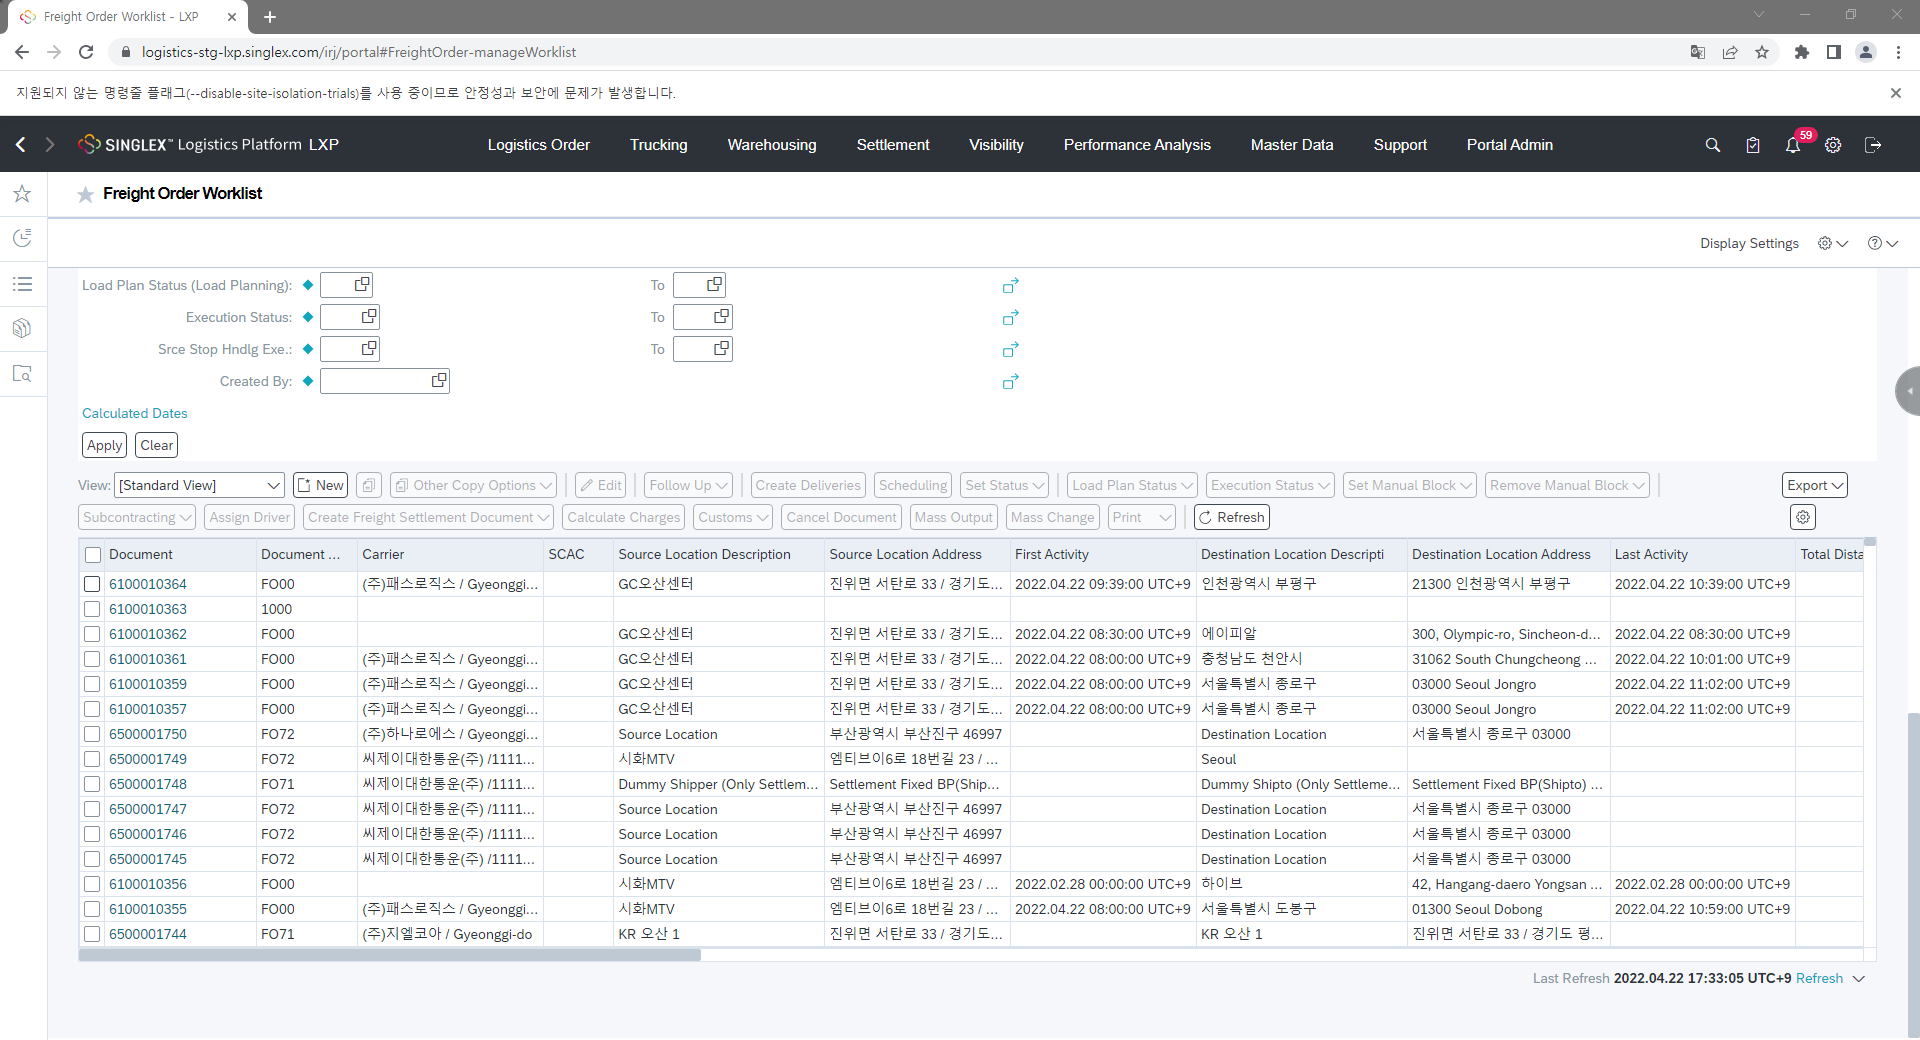 Freight Order Worklist - LXP
logistics-stg-lxp.singlex.com/irj/portal#FreightOrder-manageWorklist
지원되지 않는 명령줄 플래그(--disable-site-isolation-trials)를 사용 중이므로 안정성과 보안에 문제가 발생합니다.
SINGLEX™ Logistics Platform LXP Logistics Order Trucking Warehousing Settlement Visibility Performance Analysis Master Data Support Portal Admin 59
Freight Order Worklist
Display Settings
Load Plan Status (Load Planning): To
Execution Status: To
Srce Stop Hndlg Exe.: To
Created By:
Calculated Dates
Apply Clear
View: [Standard View] New Other Copy Options Edit Follow Up Create Deliveries Scheduling Set Status Load Plan Status Execution Status Set Manual Block Remove Manual Block Export
Subcontracting Assign Driver Create Freight Settlement Document Calculate Charges Customs Cancel Document Mass Output Mass Change Print Refresh
Document Document ... Carrier SCAC Source Location Description Source Location Address First Activity Destination Location Descripti Destination Location Address Last Activity Total Dista
6100010364 FO00 (주)패스로직스 / Gyeonggi... GC오산센터 진위면 서탄로 33 / 경기도... 2022.04.22 09:39:00 UTC+9 인천광역시 부평구 21300 인천광역시 부평구 2022.04.22 10:39:00 UTC+9
6100010363 1000
6100010362 FO00 GC오산센터 진위면 서탄로 33 / 경기도... 2022.04.22 08:30:00 UTC+9 에이피알 300, Olympic-ro, Sincheon-d... 2022.04.22 08:30:00 UTC+9
6100010361 FO00 (주)패스로직스 / Gyeonggi... GC오산센터 진위면 서탄로 33 / 경기도... 2022.04.22 08:00:00 UTC+9 충청남도 천안시 31062 South Chungcheong ... 2022.04.22 10:01:00 UTC+9
6100010359 FO00 (주)패스로직스 / Gyeonggi... GC오산센터 진위면 서탄로 33 / 경기도... 2022.04.22 08:00:00 UTC+9 서울특별시 종로구 03000 Seoul Jongro 2022.04.22 11:02:00 UTC+9
6100010357 FO00 (주)패스로직스 / Gyeonggi... GC오산센터 진위면 서탄로 33 / 경기도... 2022.04.22 08:00:00 UTC+9 서울특별시 종로구 03000 Seoul Jongro 2022.04.22 11:02:00 UTC+9
6500001750 FO72 (주)하나로에스 / Gyeonggi... Source Location 부산광역시 부산진구 46997 Destination Location 서울특별시 종로구 03000
6500001749 FO72 씨제이대한통운(주) /1111... 시화MTV 엠티브이6로 18번길 23 / ... Seoul
6500001748 FO71 씨제이대한통운(주) /1111... Dummy Shipper (Only Settlem... Settlement Fixed BP(Ship... Dummy Shipto (Only Settleme... Settlement Fixed BP(Shipto) ...
6500001747 FO72 씨제이대한통운(주) /1111... Source Location 부산광역시 부산진구 46997 Destination Location 서울특별시 종로구 03000
6500001746 FO72 씨제이대한통운(주) /1111... Source Location 부산광역시 부산진구 46997 Destination Location 서울특별시 종로구 03000
6500001745 FO72 씨제이대한통운(주) /1111... Source Location 부산광역시 부산진구 46997 Destination Location 서울특별시 종로구 03000
6100010356 FO00 시화MTV 엠티브이6로 18번길 23 / ... 2022.02.28 00:00:00 UTC+9 하이브 42, Hangang-daero Yongsan ... 2022.02.28 00:00:00 UTC+9
6100010355 FO00 (주)패스로직스 / Gyeonggi... 시화MTV 엠티브이6로 18번길 23 / ... 2022.04.22 08:00:00 UTC+9 서울특별시 도봉구 01300 Seoul Dobong 2022.04.22 10:59:00 UTC+9
6500001744 FO71 (주)지엘코아 / Gyeonggi-do KR 오산 1 진위면 서탄로 33 / 경기도... KR 오산 1 진위면 서탄로 33 / 경기도 평...
Last Refresh 2022.04.22 17:33:05 UTC+9 Refresh